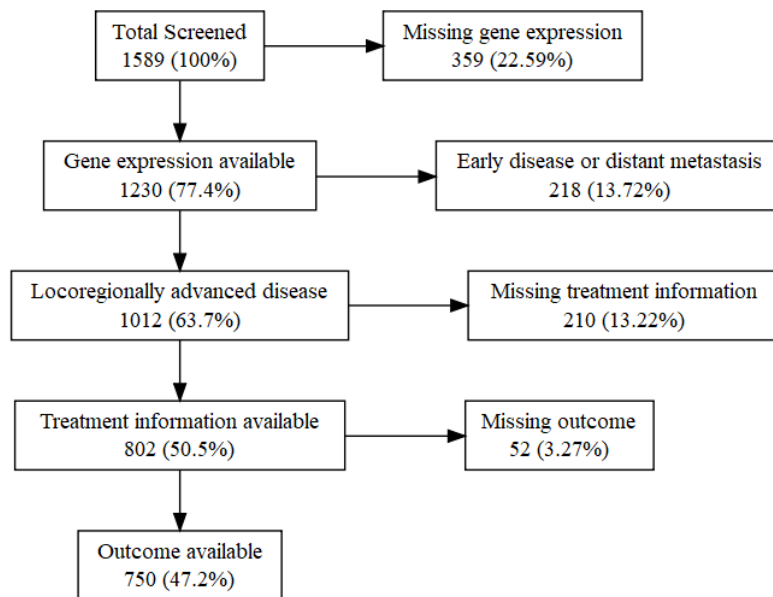 Total Screened
1589 (100%)
Missing gene expression
359 (22.59%)
Gene expression available
1230 (77.4%)
Early disease or distant metastasis
218 (13.72%)
Locoregionally advanced disease
1012 (63.7%)
Missing treatment information
210 (13.22%)
Treatment information available
802 (50.5%)
Missing outcome
52 (3.27%)
Outcome available
750 (47.2%)